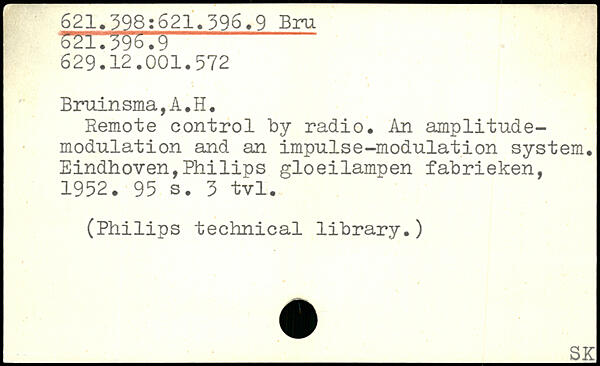 621.398:621.396.9 Bru
621.396.9
629.12.001.572
Bruinsma,A.H.
Remote control by radio. An amplitude-
modulation and an impulse-modulation system.
Eindhoven,Philips gloeilampen fabrieken,
1952. 95 s. 3 tvl.
(Philips technical library.)
SK